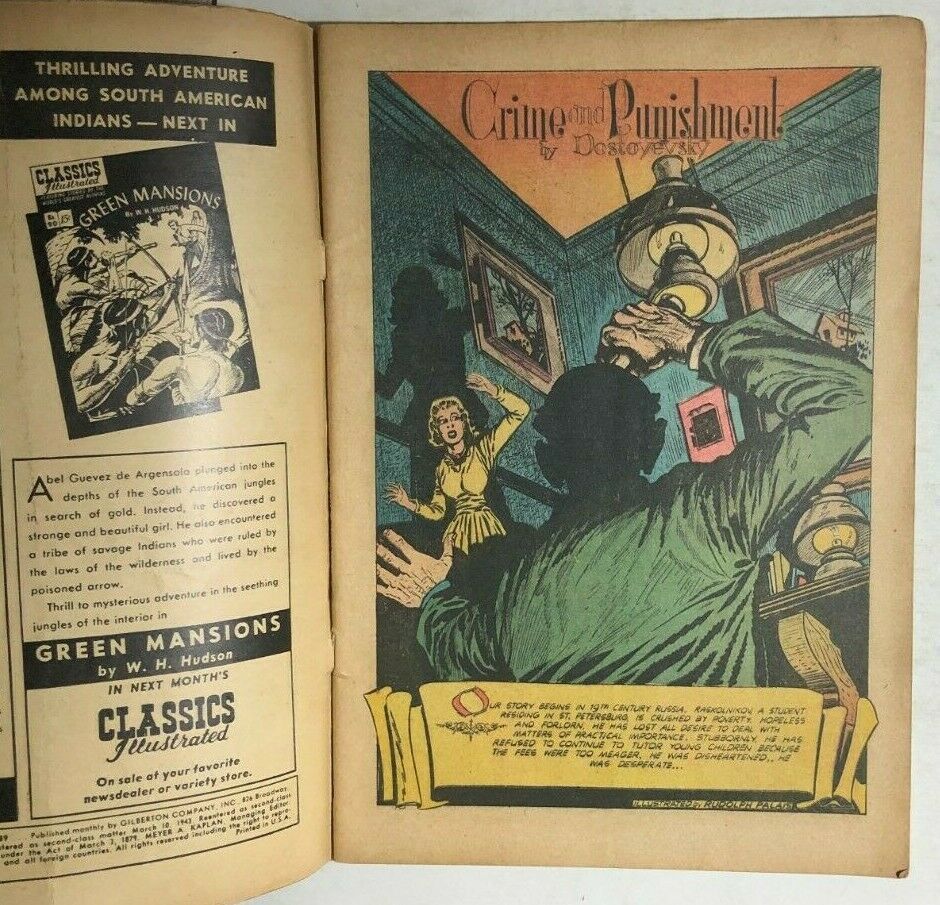 THRILLING ADVENTURE
AMONG SOUTH AMERICAN
INDIANS — NEXT IN
CLASSICS
Illustrated
GREEN MANSIONS
By W. H. HUDSON
15¢
Abel Guevez de Argensola plunged into the
depths of the South American jungles
in search of gold. Instead, he discovered a
strange and beautiful girl. He also encountered
a tribe of savage Indians who were ruled by
the laws of the wilderness and lived by the
poisoned arrow.
Thrill to mysterious adventure in the seething
jungles of the interior in
GREEN MANSIONS
by W. H. Hudson
IN NEXT MONTH'S
CLASSICS
Illustrated
On sale at your favorite
newsdealer or variety store.
89 Published monthly by GILBERTON COMPANY, INC. 826 Broadway,
ered as second-class matter March 18, 1943. Reentered as second-class
under the Act of March 3, 1879. MEYER A. KAPLAN, Managing Editor.
and all foreign countries. All rights reserved including the right to repro-
Printed in U.S.A.
Crime and Punishment
by Dostoyevsky
OUR STORY BEGINS IN 19TH CENTURY RUSSIA. RASKOLNIKOV, A STUDENT
RESIDING IN ST. PETERSBURG, IS CRUSHED BY POVERTY. HOPELESS
AND FORLORN, HE HAS LOST ALL DESIRE TO DEAL WITH
MATTERS OF PRACTICAL IMPORTANCE. STUBBORNLY, HE HAS
REFUSED TO CONTINUE TO TUTOR YOUNG CHILDREN BECAUSE
THE FEES WERE TOO MEAGER. HE WAS DISHEARTENED.. HE
WAS DESPERATE...
ILLUSTRATED by RUDOLPH PALAIS